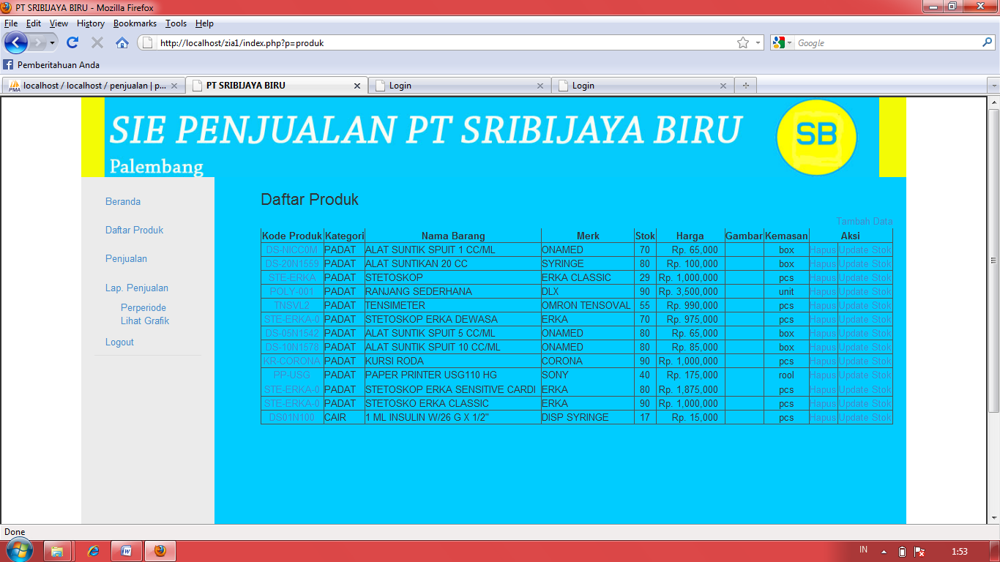 PT SRIBIJAYA BIRU - Mozilla Firefox
File Edit View History Bookmarks Tools Help
http://localhost/zia1/index.php?p=produk
Google
Pemberitahuan Anda
localhost / localhost / penjualan | p...
PT SRIBIJAYA BIRU
Login
Login
SIE PENJUALAN PT SRIBIJAYA BIRU
Palembang
SB
Beranda
Daftar Produk
Penjualan
Lap. Penjualan
Perperiode
Lihat Grafik
Logout
Daftar Produk
Tambah Data
Kode Produk Kategori Nama Barang Merk Stok Harga Gambar Kemasan Aksi
DS-NICC0M PADAT ALAT SUNTIK SPUIT 1 CC/ML ONAMED 70 Rp. 65,000 box Hapus Update Stok
DS-20N1559 PADAT ALAT SUNTIKAN 20 CC SYRINGE 80 Rp. 100,000 box Hapus Update Stok
STE-ERKA PADAT STETOSKOP ERKA CLASSIC 29 Rp. 1,000,000 pcs Hapus Update Stok
POLY-001 PADAT RANJANG SEDERHANA DLX 90 Rp. 3,500,000 unit Hapus Update Stok
TNSVL2 PADAT TENSIMETER OMRON TENSOVAL 55 Rp. 990,000 pcs Hapus Update Stok
STE-ERKA-0 PADAT STETOSKOP ERKA DEWASA ERKA 70 Rp. 975,000 pcs Hapus Update Stok
DS-05N1542 PADAT ALAT SUNTIK SPUIT 5 CC/ML ONAMED 80 Rp. 65,000 box Hapus Update Stok
DS-10N1578 PADAT ALAT SUNTIK SPUIT 10 CC/ML ONAMED 80 Rp. 85,000 box Hapus Update Stok
KR-CORONA PADAT KURSI RODA CORONA 90 Rp. 1,000,000 pcs Hapus Update Stok
PP-USG PADAT PAPER PRINTER USG110 HG SONY 40 Rp. 175,000 rool Hapus Update Stok
STE-ERKA-0 PADAT STETOSKOP ERKA SENSITIVE CARDI ERKA 80 Rp. 1,875,000 pcs Hapus Update Stok
STE-ERKA-0 PADAT STETOSKO ERKA CLASSIC ERKA 90 Rp. 1,000,000 pcs Hapus Update Stok
DS01N100 CAIR 1 ML INSULIN W/26 G X 1/2" DISP SYRINGE 17 Rp. 15,000 pcs Hapus Update Stok
Done
IN 1:53